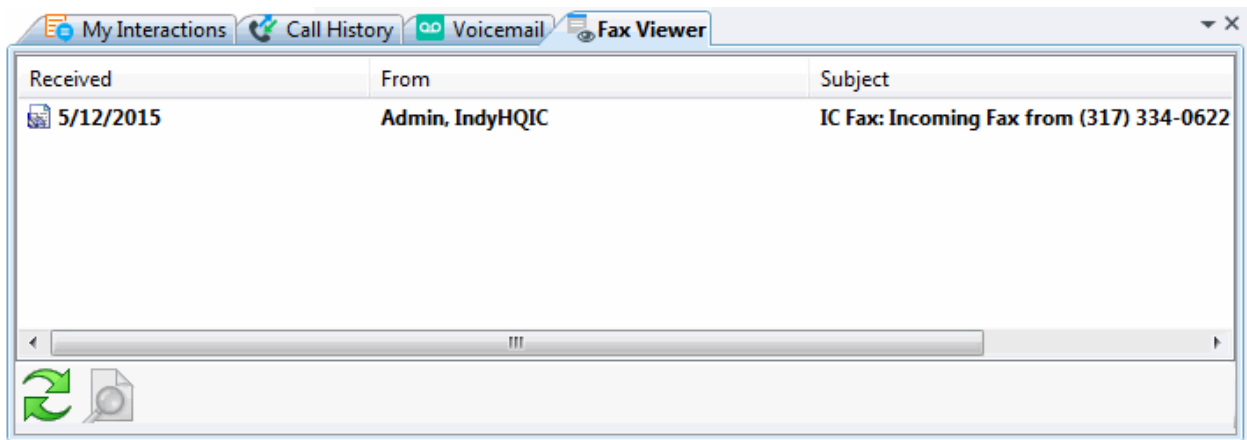 My Interactions Call History Voicemail Fax Viewer
Received From Subject
5/12/2015 Admin, IndyHQIC IC Fax: Incoming Fax from (317) 334-0622